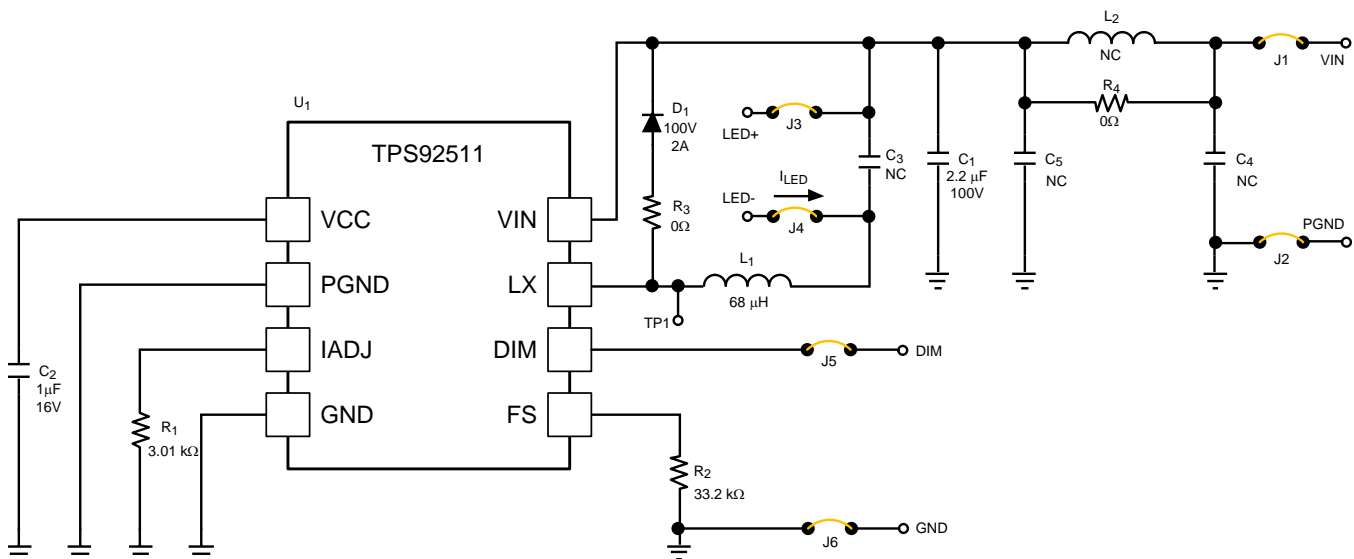 L2
NC
J1
VIN
R4
0Ω
U1
TPS92511
VCC
PGND
IADJ
GND
VIN
LX
DIM
FS
D1
100V
2A
R3
0Ω
LED+
J3
C3
NC
ILED
LED-
J4
C1
2.2 μF
100V
C5
NC
C4
NC
PGND
J2
L1
68 μH
TP1
J5
DIM
C2
1μF
16V
R1
3.01 kΩ
R2
33.2 kΩ
J6
GND